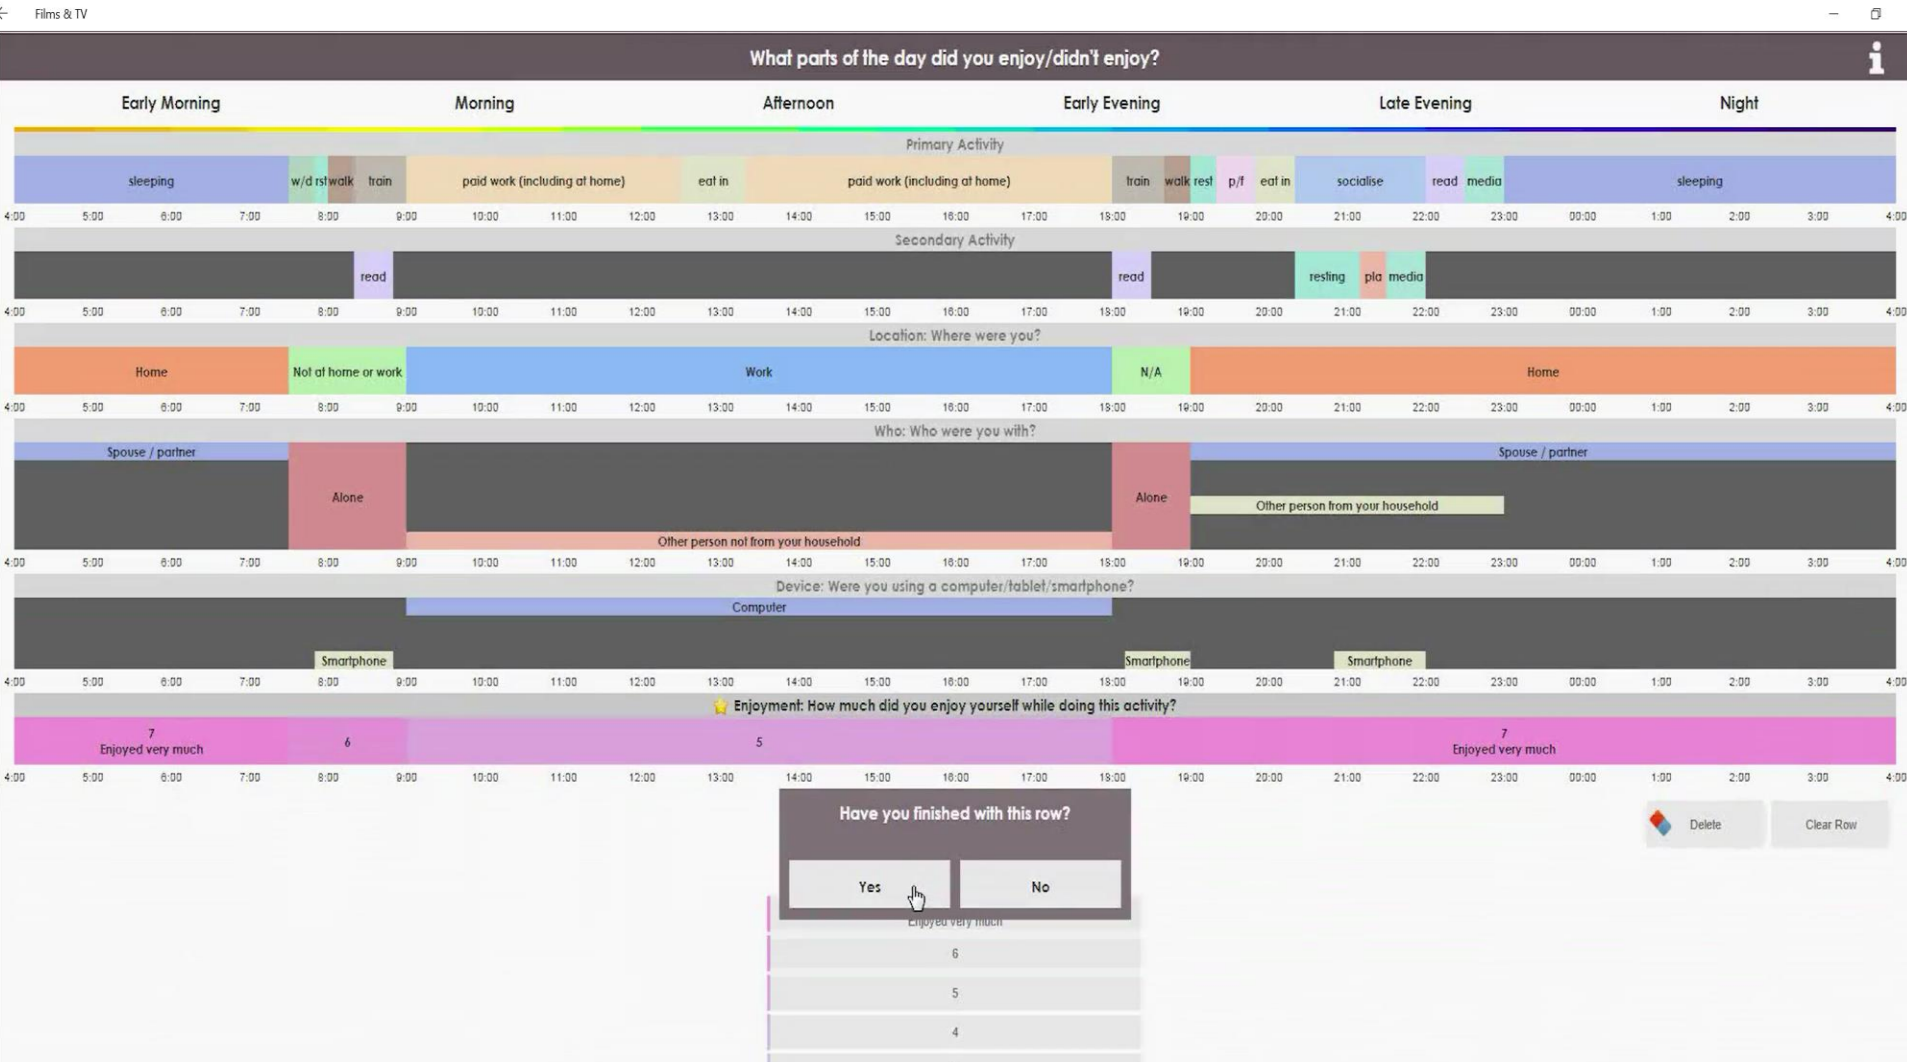 Films & TV
What parts of the day did you enjoy/didn't enjoy?
Early Morning Morning Afternoon Early Evening Late Evening Night
Primary Activity
sleeping w/d rst walk train paid work (including at home) eat in paid work (including at home) train walk rest p/f eat in socialise read media sleeping
4:00 5:00 6:00 7:00 8:00 9:00 10:00 11:00 12:00 13:00 14:00 15:00 16:00 17:00 18:00 19:00 20:00 21:00 22:00 23:00 00:00 1:00 2:00 3:00 4:00
Secondary Activity
read read resting pla media
4:00 5:00 6:00 7:00 8:00 9:00 10:00 11:00 12:00 13:00 14:00 15:00 16:00 17:00 18:00 19:00 20:00 21:00 22:00 23:00 00:00 1:00 2:00 3:00 4:00
Location: Where were you?
Home Not at home or work Work N/A Home
4:00 5:00 6:00 7:00 8:00 9:00 10:00 11:00 12:00 13:00 14:00 15:00 16:00 17:00 18:00 19:00 20:00 21:00 22:00 23:00 00:00 1:00 2:00 3:00 4:00
Who: Who were you with?
Spouse / partner Spouse / partner
Alone Alone
Other person from your household
Other person not from your household
4:00 5:00 6:00 7:00 8:00 9:00 10:00 11:00 12:00 13:00 14:00 15:00 16:00 17:00 18:00 19:00 20:00 21:00 22:00 23:00 00:00 1:00 2:00 3:00 4:00
Device: Were you using a computer/tablet/smartphone?
Computer
Smartphone Smartphone Smartphone
4:00 5:00 6:00 7:00 8:00 9:00 10:00 11:00 12:00 13:00 14:00 15:00 16:00 17:00 18:00 19:00 20:00 21:00 22:00 23:00 00:00 1:00 2:00 3:00 4:00
Enjoyment: How much did you enjoy yourself while doing this activity?
7 7
6 5
Enjoyed very much Enjoyed very much
4:00 5:00 6:00 7:00 8:00 9:00 10:00 11:00 12:00 13:00 14:00 15:00 16:00 17:00 18:00 19:00 20:00 21:00 22:00 23:00 00:00 1:00 2:00 3:00 4:00
Have you finished with this row?
Delete Clear Row
Yes No
Enjoyed very much
6
5
4